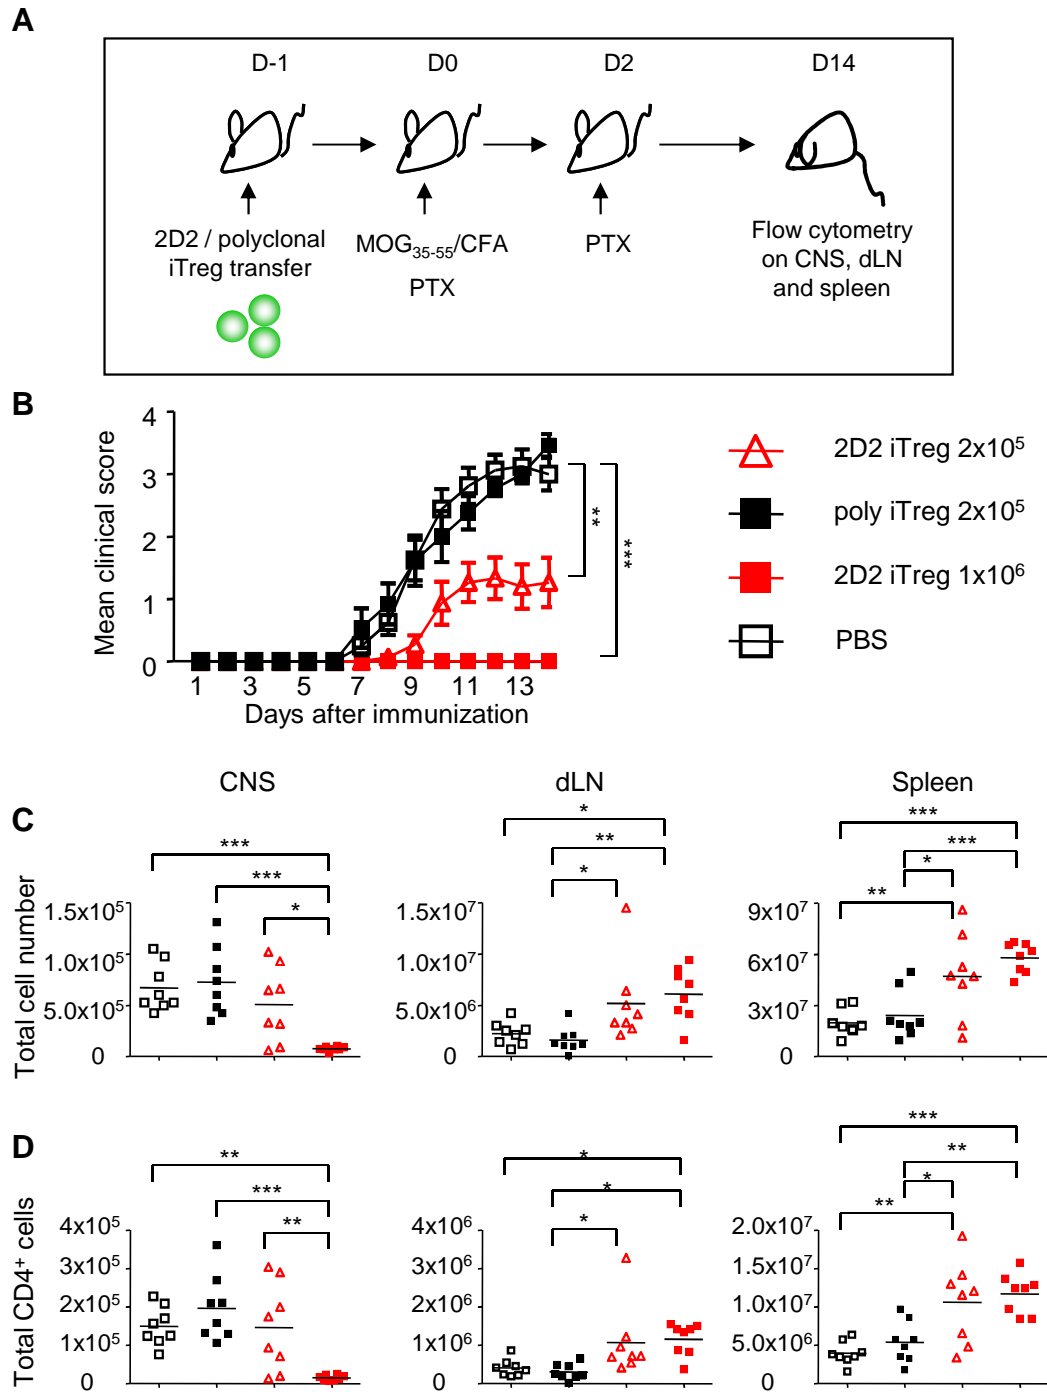 A
D-1 D0 D2 D14
2D2 / polyclonal
iTreg transfer
MOG35-55/CFA
PTX
PTX
Flow cytometry
on CNS, dLN
and spleen
B
Mean clinical score
4
3
2
1
0
1 3 5 7 9 11 13
Days after immunization
**
***
2D2 iTreg 2x10⁵
poly iTreg 2x10⁵
2D2 iTreg 1x10⁶
PBS
CNS dLN Spleen
C
Total cell number
***
***
*
1.5x10⁵
1.0x10⁵
5.0x10⁵
0
*
**
*
1.5x10⁷
1.0x10⁷
5.0x10⁶
0
***
***
*
**
9x10⁷
6x10⁷
3x10⁷
0
D
Total CD4⁺ cells
**
***
**
4x10⁵
3x10⁵
2x10⁵
1x10⁵
0
*
*
*
4x10⁶
3x10⁶
2x10⁶
1x10⁶
0
***
**
*
**
2.0x10⁷
1.5x10⁷
1.0x10⁷
5.0x10⁶
0